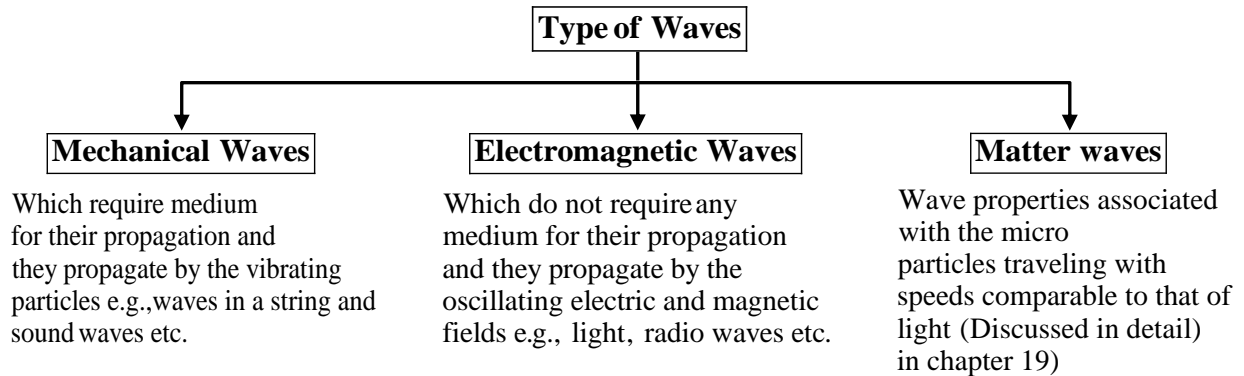 Type of Waves
Mechanical Waves
Which require medium
for their propagation and
they propagate by the vibrating
particles e.g.,waves in a string and
sound waves etc.
Electromagnetic Waves
Which do not require any
medium for their propagation
and they propagate by the
oscillating electric and magnetic
fields e.g., light, radio waves etc.
Matter waves
Wave properties associated
with the micro
particles traveling with
speeds comparable to that of
light (Discussed in detail)
in chapter 19)